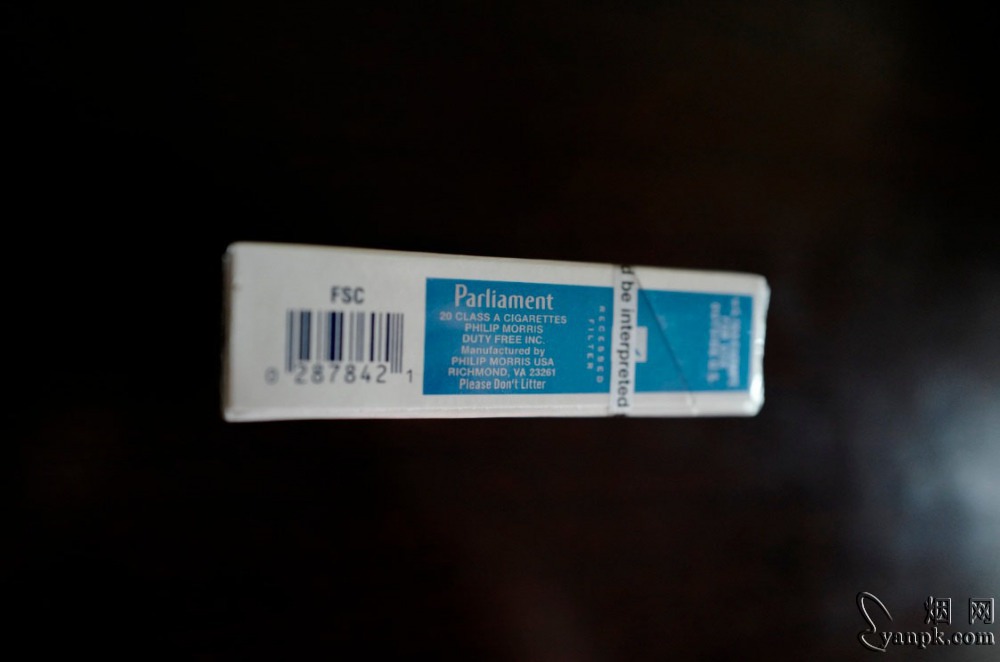 FSC
0 287842 1
Parliament
20 CLASS A CIGARETTES
PHILIP MORRIS
DUTY FREE INC.
Manufactured by
PHILIP MORRIS USA
RICHMOND, VA 23261
Please Don't Litter
RECESSED
FILTER
d be interpreted
烟网
yanpk.com